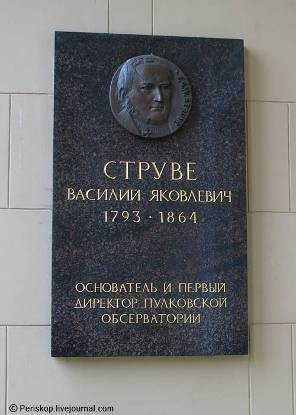 СТРУВЕ
ВАСИЛИЙ ЯКОВЛЕВИЧ
1793 · 1864
ОСНОВАТЕЛЬ И ПЕРВЫЙ
ДИРЕКТОР ПУЛКОВСКОЙ
ОБСЕРВАТОРИИ
© Periskop.livejournal.com